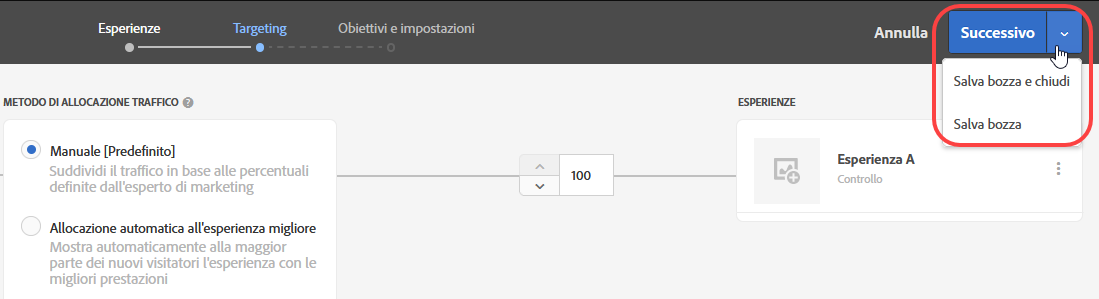 Esperienze
Targeting
Obiettivi e impostazioni
Annulla
Successivo
Salva bozza e chiudi
Salva bozza
METODO DI ALLOCAZIONE TRAFFICO ?
ESPERIENZE
Manuale [Predefinito]
Suddividi il traffico in base alle percentuali
definite dall'esperto di marketing
100
Esperienza A
Controllo
Allocazione automatica all'esperienza migliore
Mostra automaticamente alla maggior
parte dei nuovi visitatori l'esperienza con le
migliori prestazioni